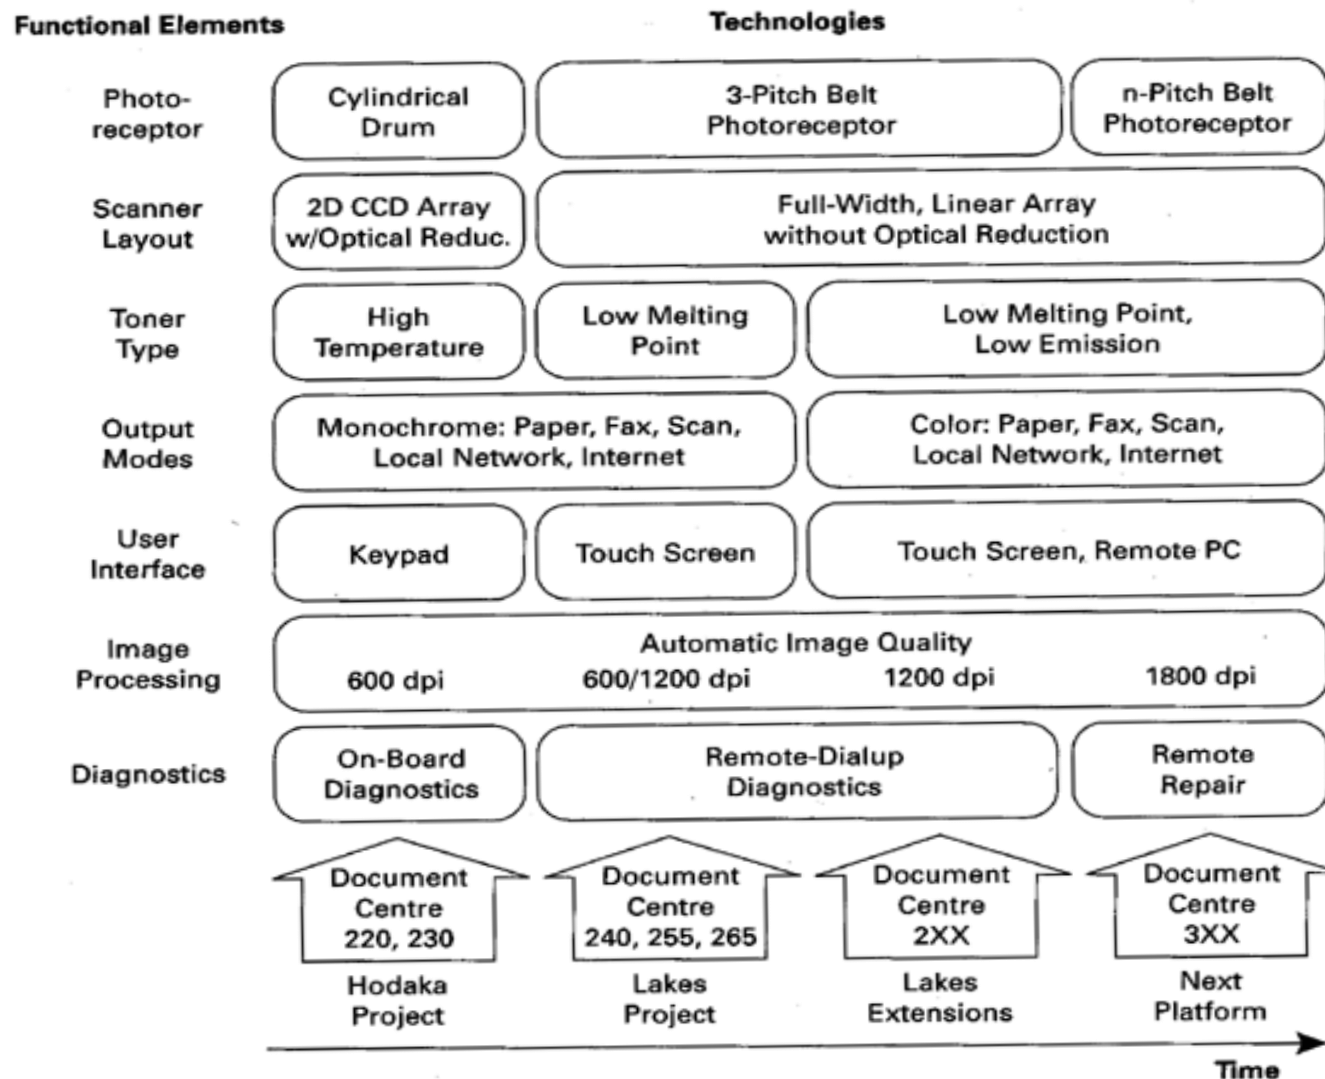 Functional Elements
Technologies
Photo-
receptor
Cylindrical
Drum
3-Pitch Belt
Photoreceptor
n-Pitch Belt
Photoreceptor
Scanner
Layout
2D CCD Array
w/Optical Reduc.
Full-Width, Linear Array
without Optical Reduction
Toner
Type
High
Temperature
Low Melting
Point
Low Melting Point,
Low Emission
Output
Modes
Monochrome: Paper, Fax, Scan,
Local Network, Internet
Color: Paper, Fax, Scan,
Local Network, Internet
User
Interface
Keypad
Touch Screen
Touch Screen, Remote PC
Image
Processing
Automatic Image Quality
600 dpi
600/1200 dpi
1200 dpi
1800 dpi
Diagnostics
On-Board
Diagnostics
Remote-Dialup
Diagnostics
Remote
Repair
Document
Centre
220, 230
Document
Centre
240, 255, 265
Document
Centre
2XX
Document
Centre
3XX
Hodaka
Project
Lakes
Project
Lakes
Extensions
Next
Platform
Time